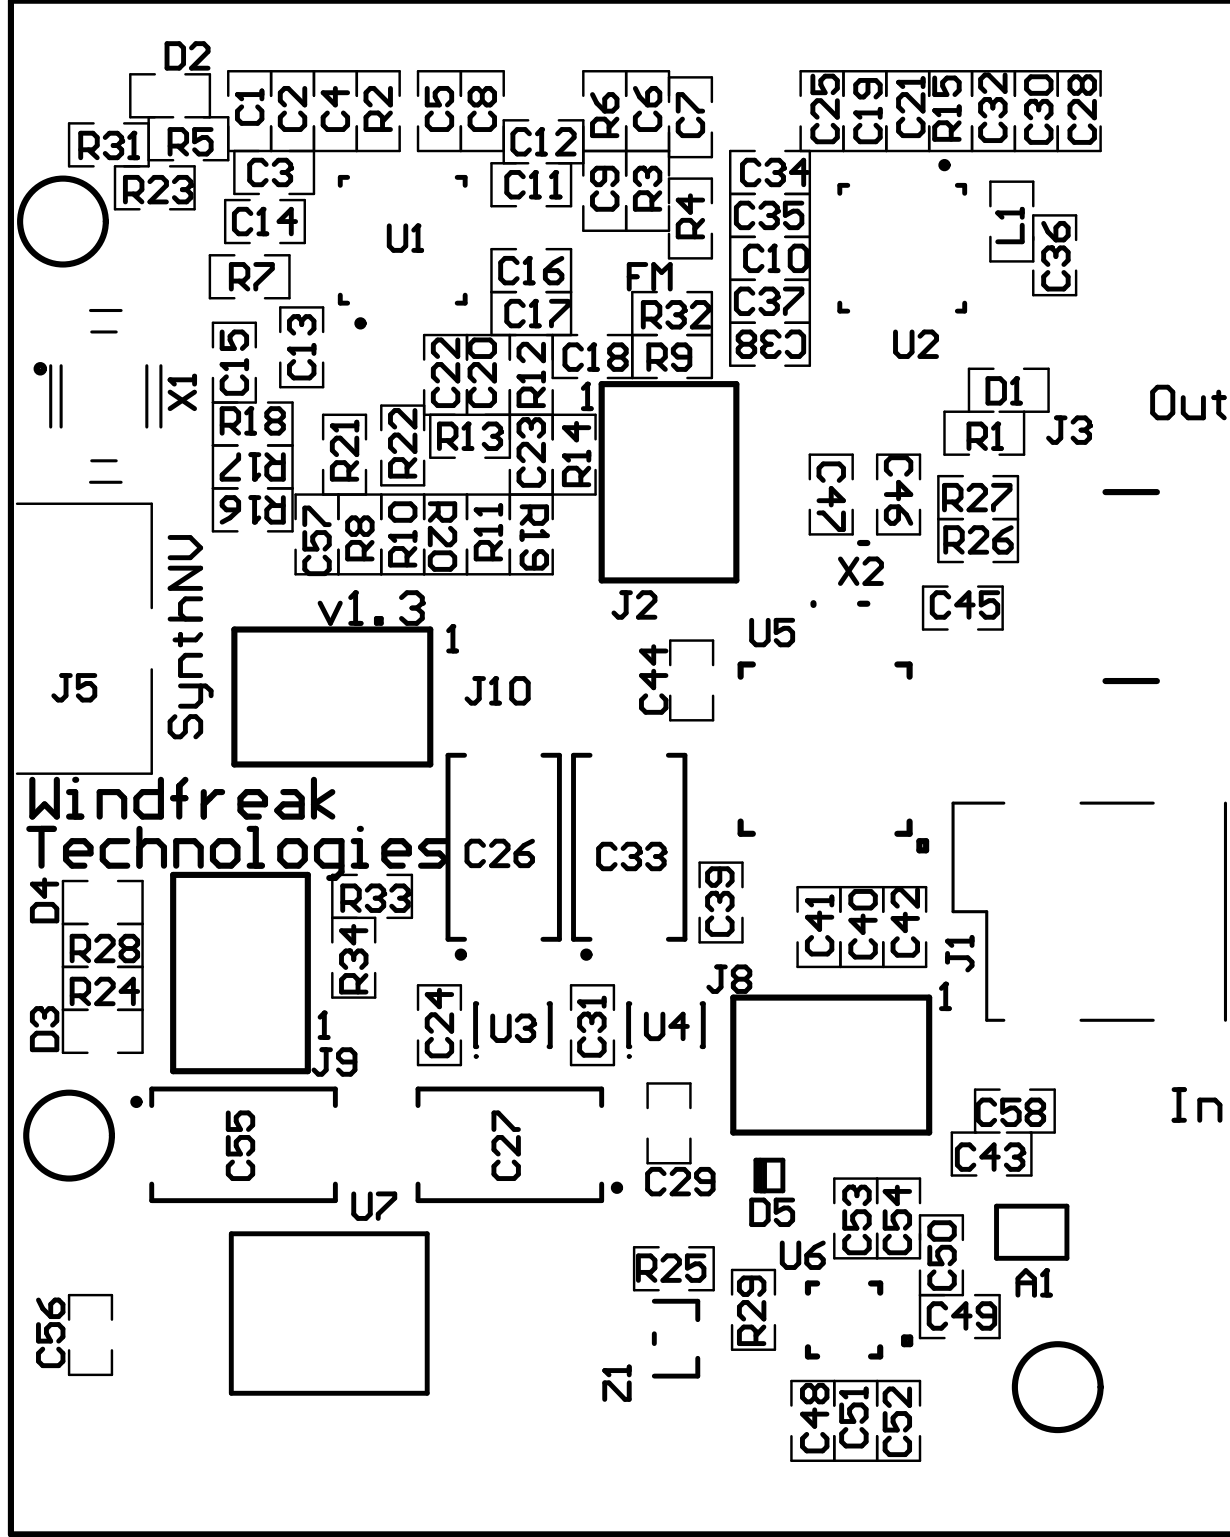 D2
C1
C2
C4
R2
C5
C8
R6
C6
C7
C25
C19
C21
R15
C32
C30
C28
R31
R5
C12
C3
C11
C9
R3
R4
C34
R23
C14
U1
C35
L1
C36
R7
C16
FM
C10
C17
R32
C37
C15
C13
C22
C20
R12
C18
R9
C38
U2
X1
1
D1
Out
R18
R21
R22
R13
C23
R14
R1
J3
R17
C47
C46
R27
R16
C57
R8
R10
R20
R11
R19
R26
X2
SynthNV
v1.3
J2
C45
U5
1
J5
J10
C44
Windfreak
Technologies
C26
C33
D4
R33
C39
C41
C40
C42
R28
R34
J1
R24
J8
1
D3
1
C24
U3
C31
U4
J9
C58
In
C55
C27
C43
C29
U7
D5
C53
C54
U6
C50
R25
A1
C56
R29
C49
Z1
C48
C51
C52